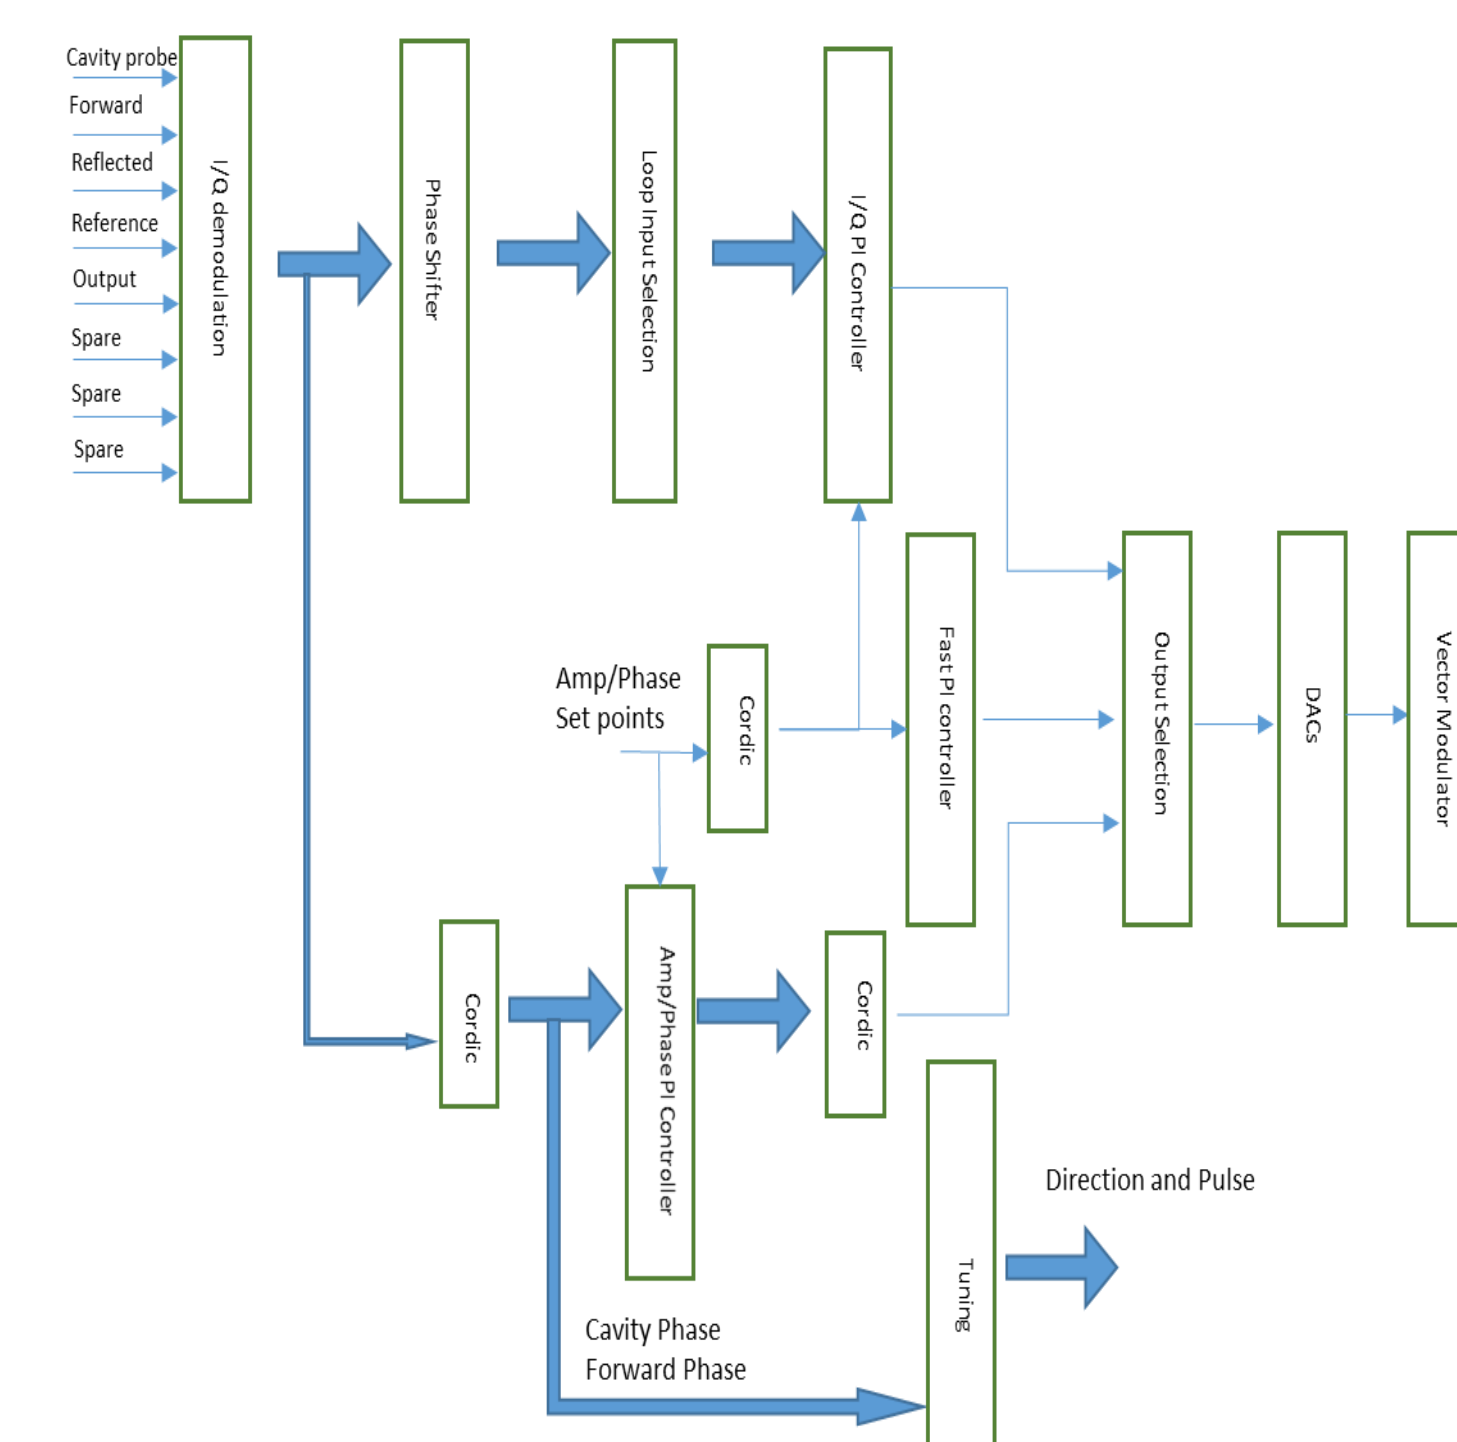 Cavity probe
Forward
Reflected
Reference
Output
Spare
Spare
Spare
I/Q demodulation
Phase Shifter
Loop Input Selection
I/Q PI Controller
Amp/Phase
Set points
Cordic
Fast PI controller
Output Selection
DACs
Vector Modulator
Cordic
Amp/Phase PI Controller
Cordic
Tuning
Direction and Pulse
Cavity Phase
Forward Phase